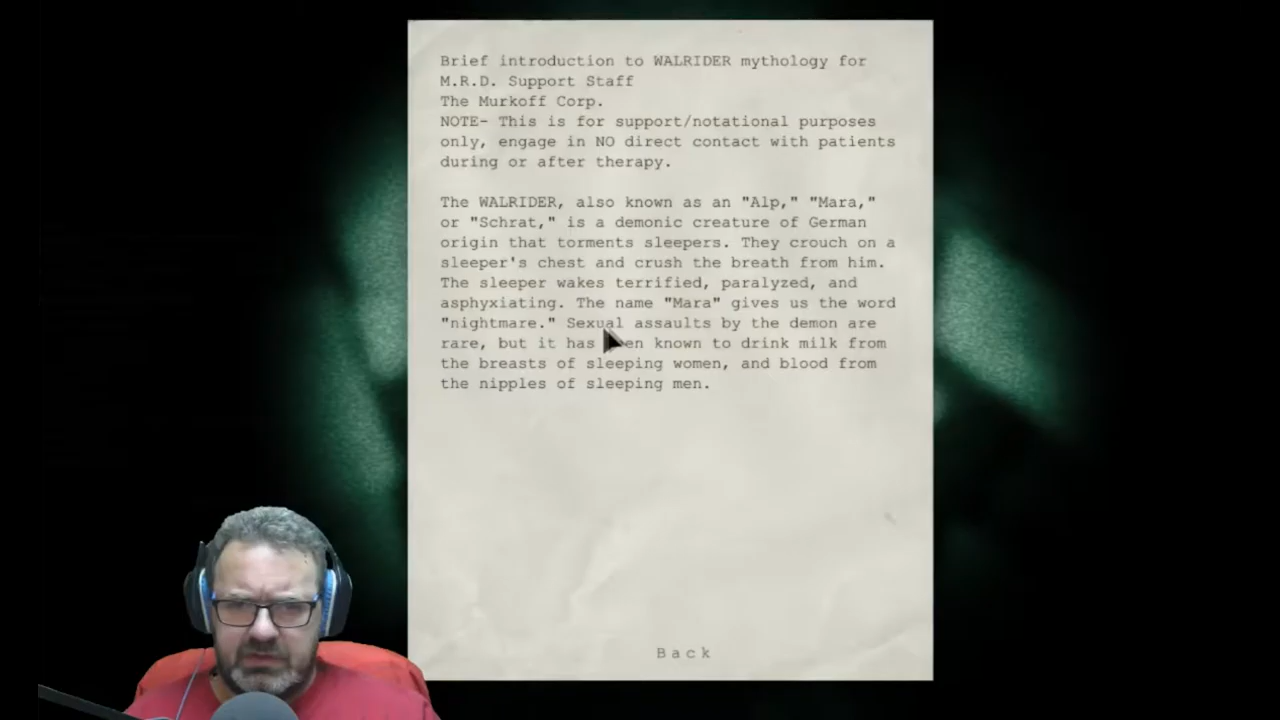 Brief introduction to WALRIDER mythology for
M.R.D. Support Staff
The Murkoff Corp.
NOTE- This is for support/notational purposes
only, engage in NO direct contact with patients
during or after therapy.
The WALRIDER, also known as an "Alp," "Mara,"
or "Schrat," is a demonic creature of German
origin that torments sleepers. They crouch on a
sleeper's chest and crush the breath from him.
The sleeper wakes terrified, paralyzed, and
asphyxiating. The name "Mara" gives us the word
"nightmare." Sexual assaults by the demon are
rare, but it has been known to drink milk from
the breasts of sleeping women, and blood from
the nipples of sleeping men.
Back